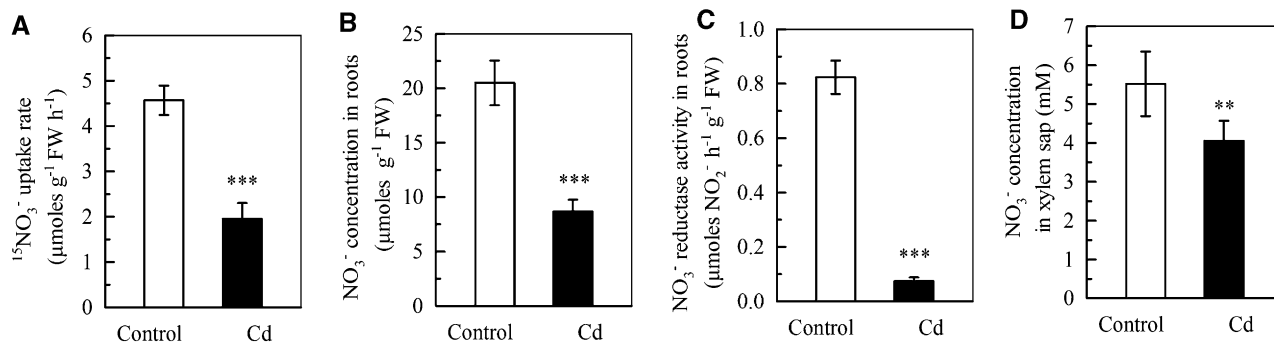 A
¹⁵NO₃⁻ uptake rate
(μmoles g⁻¹ FW h⁻¹)
6
5
4
3
2
1
0
***
Control Cd
B
NO₃⁻ concentration in roots
(μmoles g⁻¹ FW)
25
20
15
10
5
0
***
Control Cd
C
NO₃⁻ reductase activity in roots
(μmoles NO₂⁻ h⁻¹ g⁻¹ FW)
1.0
0.8
0.6
0.4
0.2
0.0
***
Control Cd
D
NO₃⁻ concentration
in xylem sap (mM)
7
6
5
4
3
2
1
0
**
Control Cd